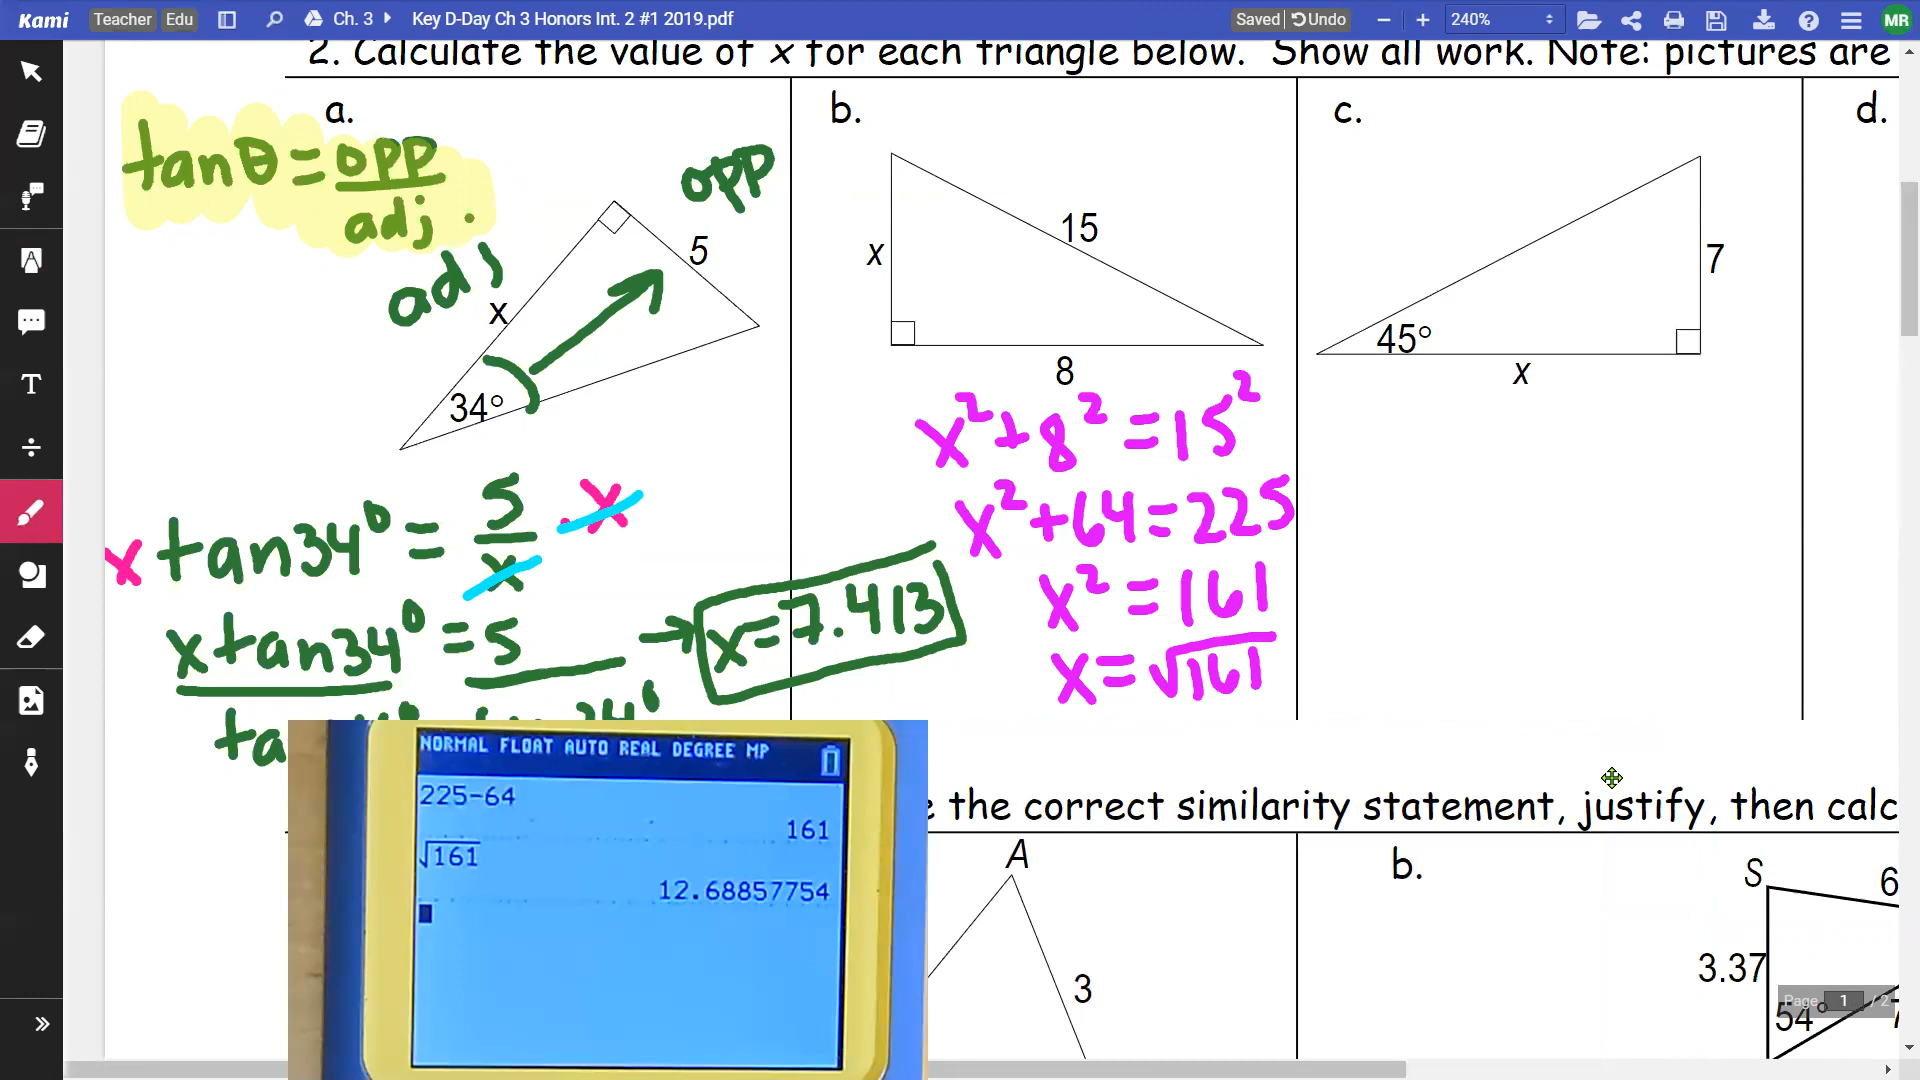 Kami Teacher Edu Ch. 3 Key D-Day Ch 3 Honors Int. 2 #1 2019.pdf Saved Undo 240% MR
2. Calculate the value of x for each triangle below. Show all work. Note: pictures are
a.
tanθ = opp
adj.
opp
adj
5
x
34°
x tan34° = 5 · x
x
x tan34° = 5 → x = 7.413
b.
15
x
8
x² + 8² = 15²
x² + 64 = 225
x² = 161
x = √161
c.
45°
7
x
d.
NORMAL FLOAT AUTO REAL DEGREE MP
225-64
161
√161
12.68857754
e the correct similarity statement, justify, then calc
A
3
b.
S
6
3.37
54°
Page 1 / 2